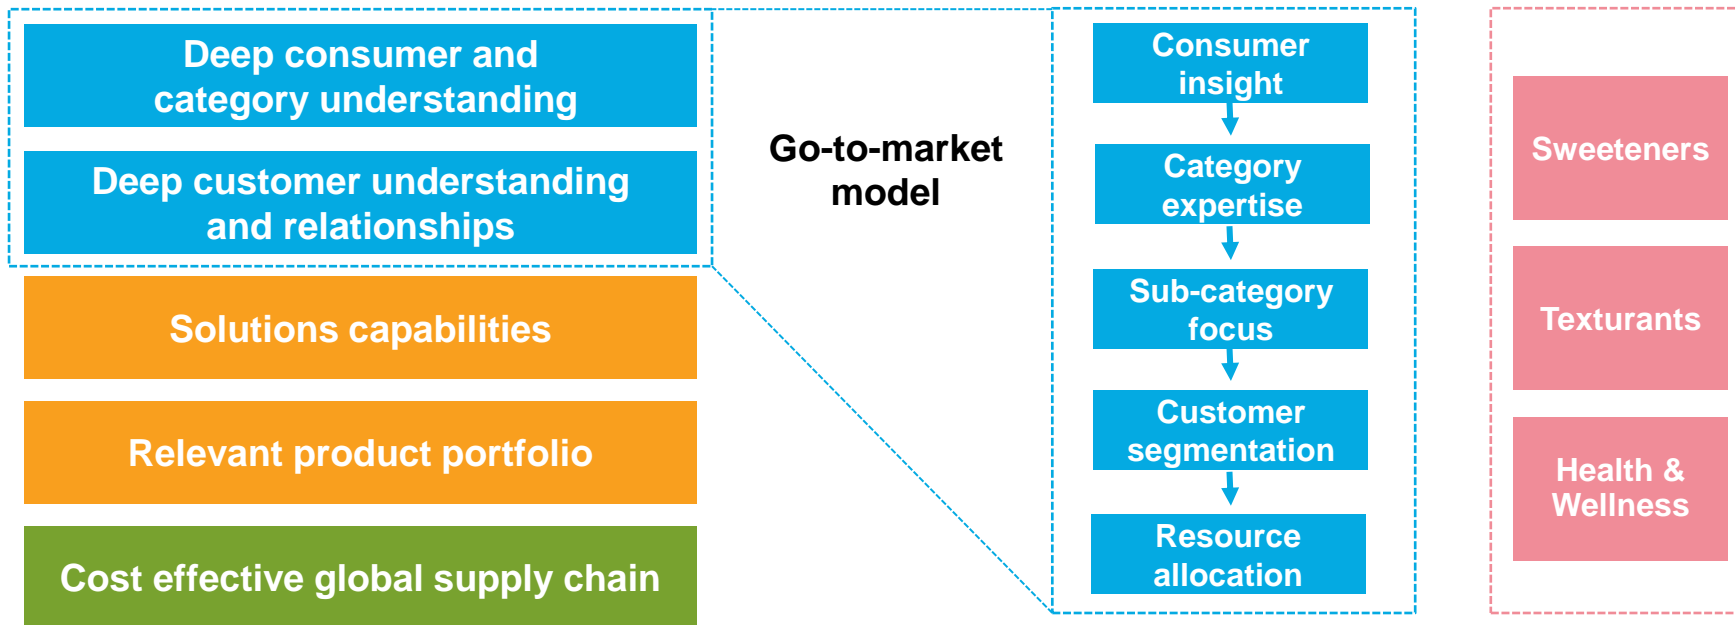 Deep consumer and
category understanding
Deep customer understanding
and relationships
Solutions capabilities
Relevant product portfolio
Cost effective global supply chain
Go-to-market
model
Consumer
insight
Category
expertise
Sub-category
focus
Customer
segmentation
Resource
allocation
Sweeteners
Texturants
Health &
Wellness